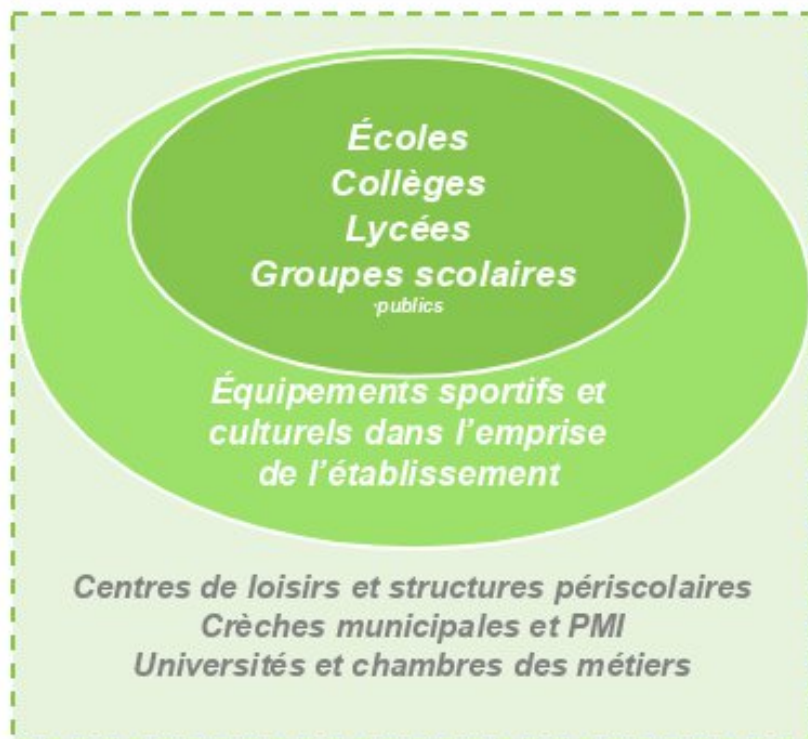 Écoles
Collèges
Lycées
Groupes scolaires
·publics
Équipements sportifs et
culturels dans l’emprise
de l’établissement
Centres de loisirs et structures périscolaires
Crèches municipales et PMI
Universités et chambres des métiers